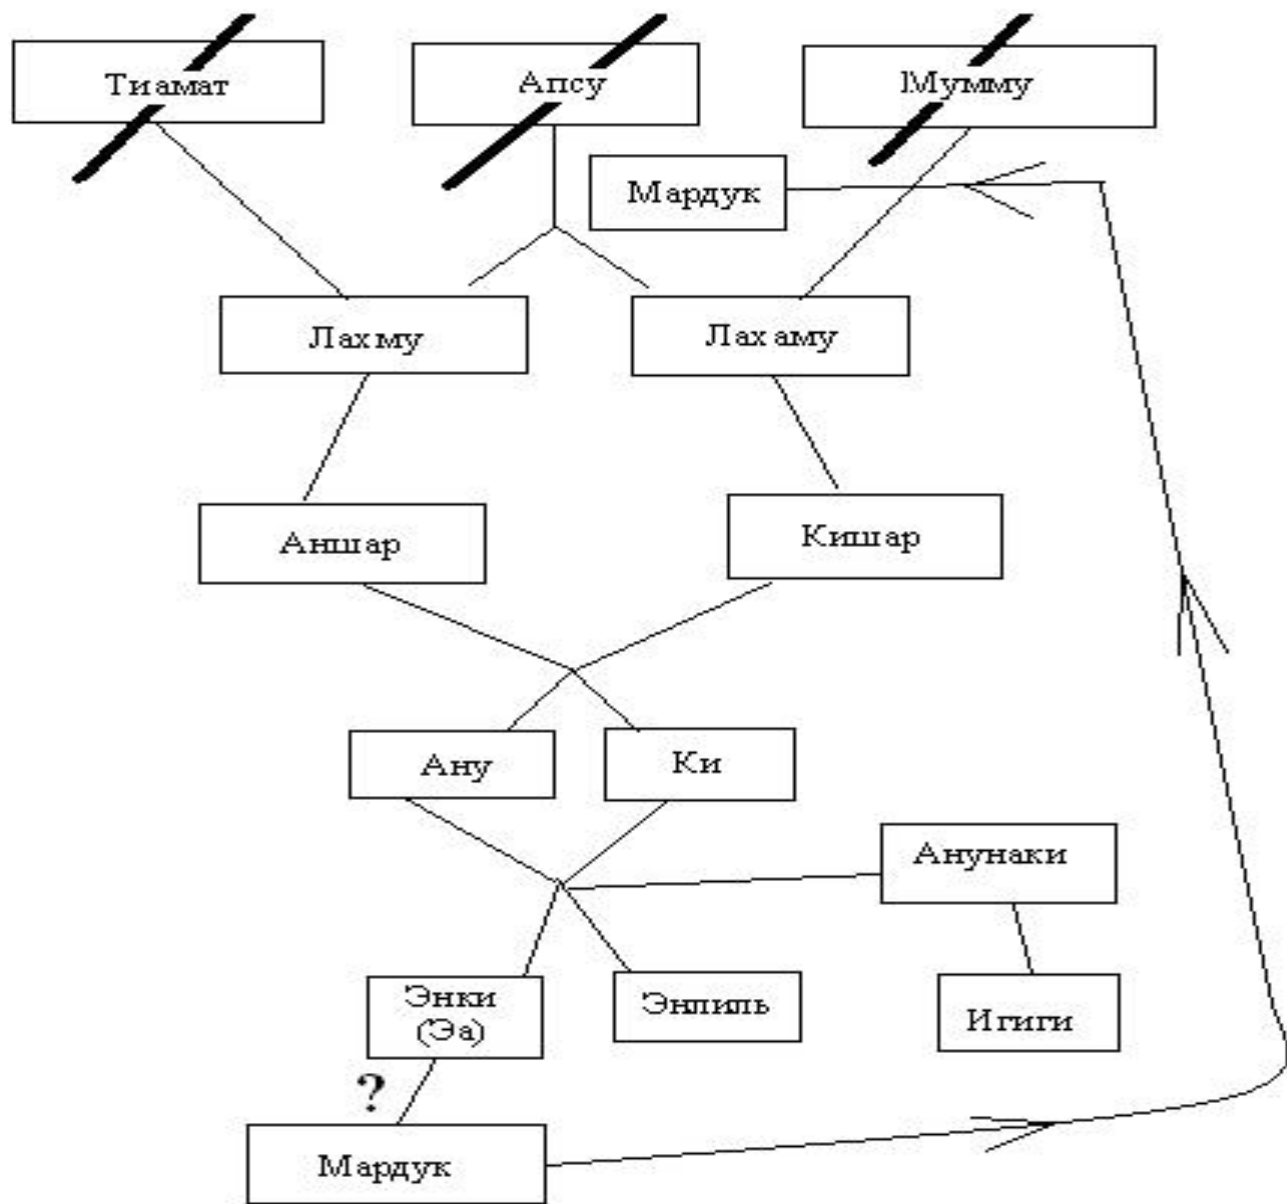 Тиамат
Апсу
Мумму
Мардук
Лахму
Лахаму
Аншар
Кишар
Ану
Ки
Анунаки
Энки
(Эа)
Энлиль
Игиги
?
Мардук